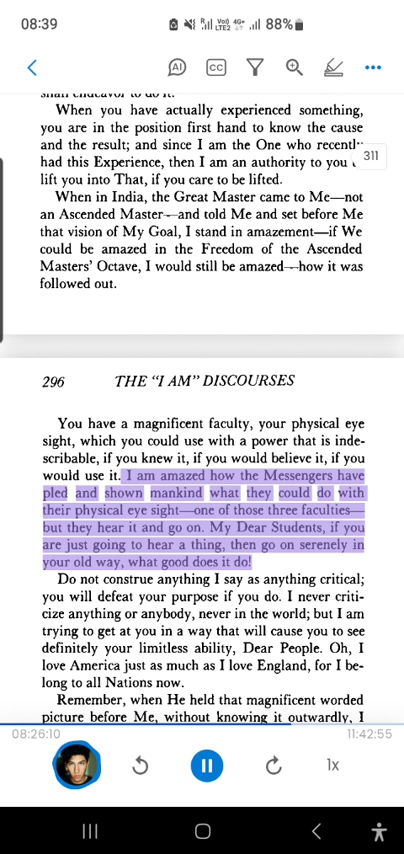 08:39
Vo))
R
LTE2
4G+
88%
AI
CC
shall endeavor to do it.
When you have actually experienced something,
you are in the position first hand to know the cause
and the result; and since I am the One who recently
had this Experience, then I am an authority to you
311
lift you into That, if you care to be lifted.
When in India, the Great Master came to Me—not
an Ascended Master—and told Me and set before Me
that vision of My Goal, I stand in amazement—if We
could be amazed in the Freedom of the Ascended
Masters' Octave, I would still be amazed—how it was
followed out.
296 THE "I AM" DISCOURSES
You have a magnificent faculty, your physical eye
sight, which you could use with a power that is inde-
scribable, if you knew it, if you would believe it, if you
would use it. I am amazed how the Messengers have
pled and shown mankind what they could do with
their physical eye sight—one of those three faculties—
but they hear it and go on. My Dear Students, if you
are just going to hear a thing, then go on serenely in
your old way, what good does it do!
Do not construe anything I say as anything critical;
you will defeat your purpose if you do. I never criti-
cize anything or anybody, never in the world; but I am
trying to get at you in a way that will cause you to see
definitely your limitless ability, Dear People. Oh, I
love America just as much as I love England, for I be-
long to all Nations now.
Remember, when He held that magnificent worded
picture before Me, without knowing it outwardly, I
08:26:10 11:42:55
1x